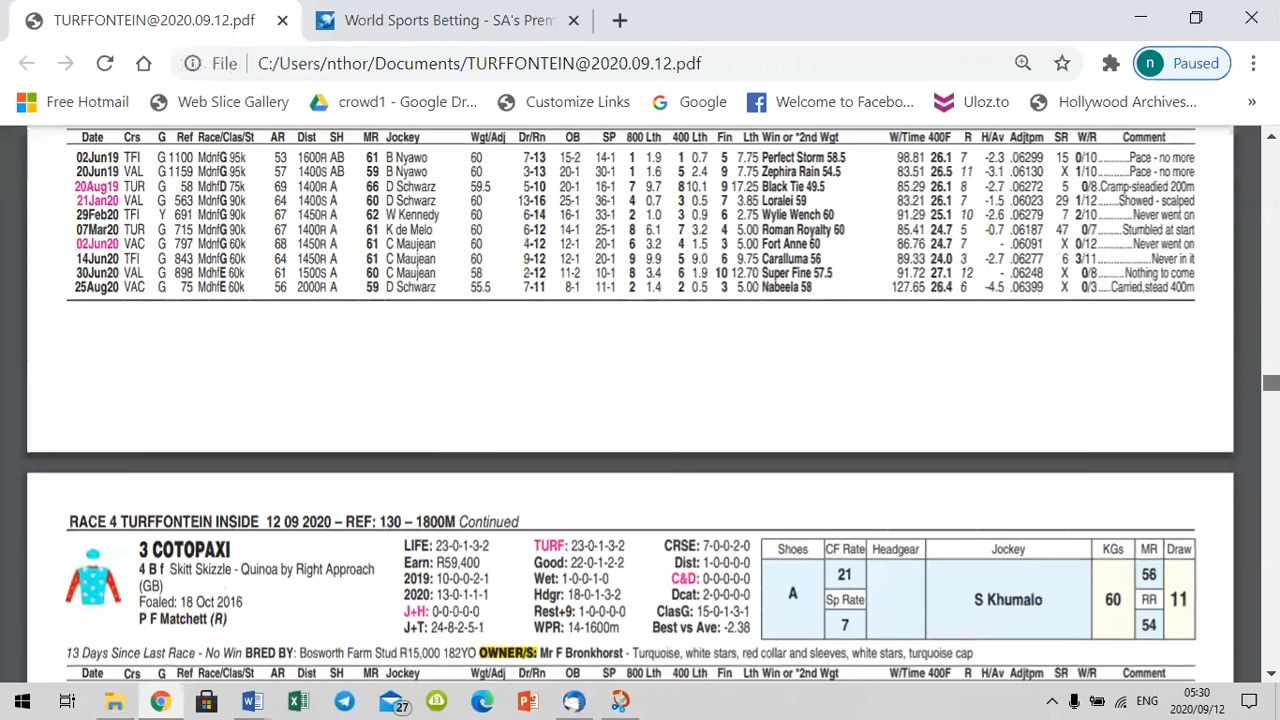 TURFFONTEIN@2020.09.12.pdf
World Sports Betting - SA's Prem
File C:/Users/nthor/Documents/TURFFONTEIN@2020.09.12.pdf n Paused
Free Hotmail Web Slice Gallery crowd1 - Google Dr... Customize Links Google Welcome to Faceb... Uloz.to Hollywood Archives... »
Date Crs G Ref Race/Clas/St AR Dist SH MR Jockey Wgt/Adj Dr/Rn OB SP 800 Lth 400 Lth Fin Lth Win or *2nd Wgt W/Time 400F R H/Av Adjtpm SR W/R Comment
02Jun19 TFI G 1100 MdnfG 95k 53 1600R AB 61 B Nyawo 60 7-13 15-2 14-1 1 1.9 1 0.7 5 7.75 Perfect Storm 58.5 98.81 26.1 7 -2.3 .06299 15 0/10 Pace - no more
20Jun19 VAL G 1159 MdnfG 95k 57 1400S AB 59 B Nyawo 60 3-13 20-1 30-1 1 1.6 5 2.4 9 7.75 Zephira Rain 54.5 83.51 26.5 11 -3.1 .06130 X 1/10 Pace - no more
20Aug19 TUR G 58 MdnfD 75k 69 1400R A 66 D Schwarz 59.5 5-10 16-1 20-1 7 9.7 8 10.1 9 17.25 Black Tie 49.5 85.29 26.1 8 -2.7 .06272 5 0/8 Cramp-steadied 200m
21Jan20 VAL G 563 MdnfG 90k 64 1400S A 60 D Schwarz 60 13-16 25-1 36-1 4 0.7 3 0.5 7 3.85 Loralei 59 83.21 26.1 7 -1.5 .06023 29 1/12 Showed - scalped
29Feb20 TFI Y 691 MdnfG 90k 67 1450R A 62 W Kennedy 60 6-14 16-1 33-1 2 1.0 3 0.9 6 2.75 Wylie Wench 60 91.29 25.1 10 -2.6 .06279 7 2/10 Never went on
07Mar20 TUR G 715 MdnfG 90k 67 1400R A 61 K de Melo 60 6-12 14-1 25-1 8 6.1 7 3.2 4 5.00 Roman Royalty 60 85.41 24.7 5 -0.7 .06187 47 0/7 Stumbled at start
02Jun20 VAC G 797 MdnfG 60k 68 1450R A 61 C Maujean 60 4-12 12-1 20-1 6 3.2 4 1.5 3 5.00 Fort Anne 60 86.76 24.7 7 - .06091 X 0/12 Never went on
14Jun20 TFI G 843 MdnfG 60k 64 1450R A 61 C Maujean 60 9-12 12-1 20-1 9 9.9 5 9.0 6 9.75 Caralluma 56 89.33 24.0 3 -2.7 .06277 6 3/11 Never in it
30Jun20 VAL G 898 MdnfE 60k 61 1500S A 60 C Maujean 58 2-12 11-2 10-1 8 3.4 6 1.9 10 12.70 Super Fine 57.5 91.72 27.1 12 - .06248 X 0/8 Nothing to come
25Aug20 VAC G 75 MdnfE 60k 56 2000R A 59 D Schwarz 55.5 7-11 8-1 11-1 2 1.4 2 0.5 3 5.00 Nabeela 58 127.65 26.4 6 -4.5 .06399 X 0/3 Carried,stead 400m
RACE 4 TURFFONTEIN INSIDE 12 09 2020 – REF: 130 – 1800M Continued
3 COTOPAXI
4 B f Skitt Skizzle - Quinoa by Right Approach
(GB)
Foaled: 18 Oct 2016
P F Matchett (R)
LIFE: 23-0-1-3-2 TURF: 23-0-1-3-2 CRSE: 7-0-0-2-0
Earn: R59,400 Good: 22-0-1-2-2 Dist: 1-0-0-0-0
2019: 10-0-0-2-1 Wet: 1-0-0-1-0 C&D: 0-0-0-0-0
2020: 13-0-1-1-1 Hdgr: 18-0-1-3-2 Dcat: 2-0-0-0-0
J+H: 0-0-0-0-0 Rest+9: 1-0-0-0-0 ClasG: 15-0-1-3-1
J+T: 24-8-2-5-1 WPR: 14-1600m Best vs Ave: -2.38
Shoes CF Rate Headgear Jockey KGs MR Draw
A 21 S Khumalo 60 56 11
Sp Rate RR
7 54
13 Days Since Last Race - No Win BRED BY: Bosworth Farm Stud R15,000 182YO OWNER/S: Mr F Bronkhorst - Turquoise, white stars, red collar and sleeves, white stars, turquoise cap
Date Crs G Ref Race/Clas/St AR Dist SH MR Jockey Wgt/Adj Dr/Rn OB SP 800 Lth 400 Lth Fin Lth Win or *2nd Wgt W/Time 400F R H/Av Adjtpm SR W/R Comment
27 ENG 05:30
2020/09/12